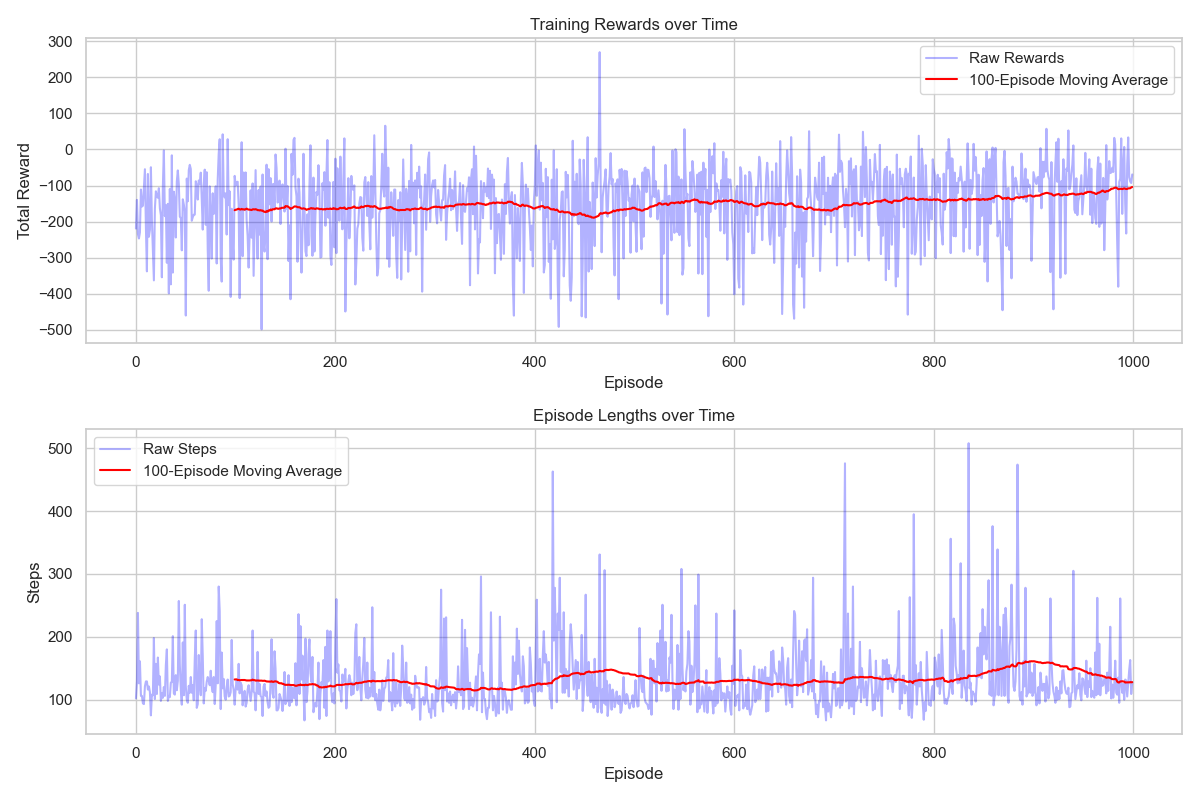 Training Rewards over Time
300
200
100
0
−100
−200
−300
−400
−500
Total Reward
Raw Rewards
100-Episode Moving Average
0 200 400 600 800 1000
Episode
Episode Lengths over Time
500
400
300
200
100
Steps
Raw Steps
100-Episode Moving Average
0 200 400 600 800 1000
Episode